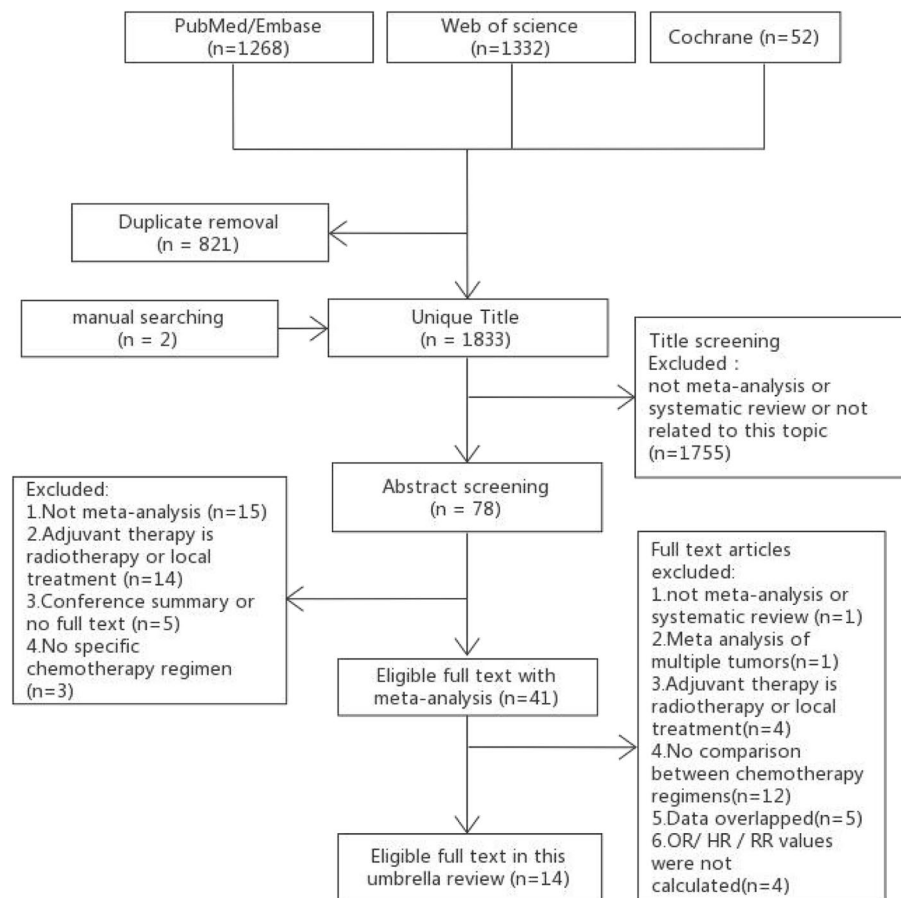 PubMed/Embase
(n=1268)
Web of science
(n=1332)
Cochrane (n=52)
Duplicate removal
(n = 821)
manual searching
(n = 2)
Unique Title
(n = 1833)
Title screening
Excluded :
not meta-analysis or
systematic review or not
related to this topic
(n=1755)
Abstract screening
(n = 78)
Excluded:
1.Not meta-analysis (n=15)
2.Adjuvant therapy is
radiotherapy or local
treatment (n=14)
3.Conference summary or
no full text (n=5)
4.No specific
chemotherapy regimen
(n=3)
Eligible full text with
meta-analysis (n=41)
Full text articles
excluded:
1.not meta-analysis or
systematic review (n=1)
2.Meta analysis of
multiple tumors(n=1)
3.Adjuvant therapy is
radiotherapy or local
treatment(n=4)
4.No comparison
between chemotherapy
regimens(n=12)
5.Data overlapped(n=5)
6.OR/ HR / RR values
were not
calculated(n=4)
Eligible full text in this
umbrella review (n=14)